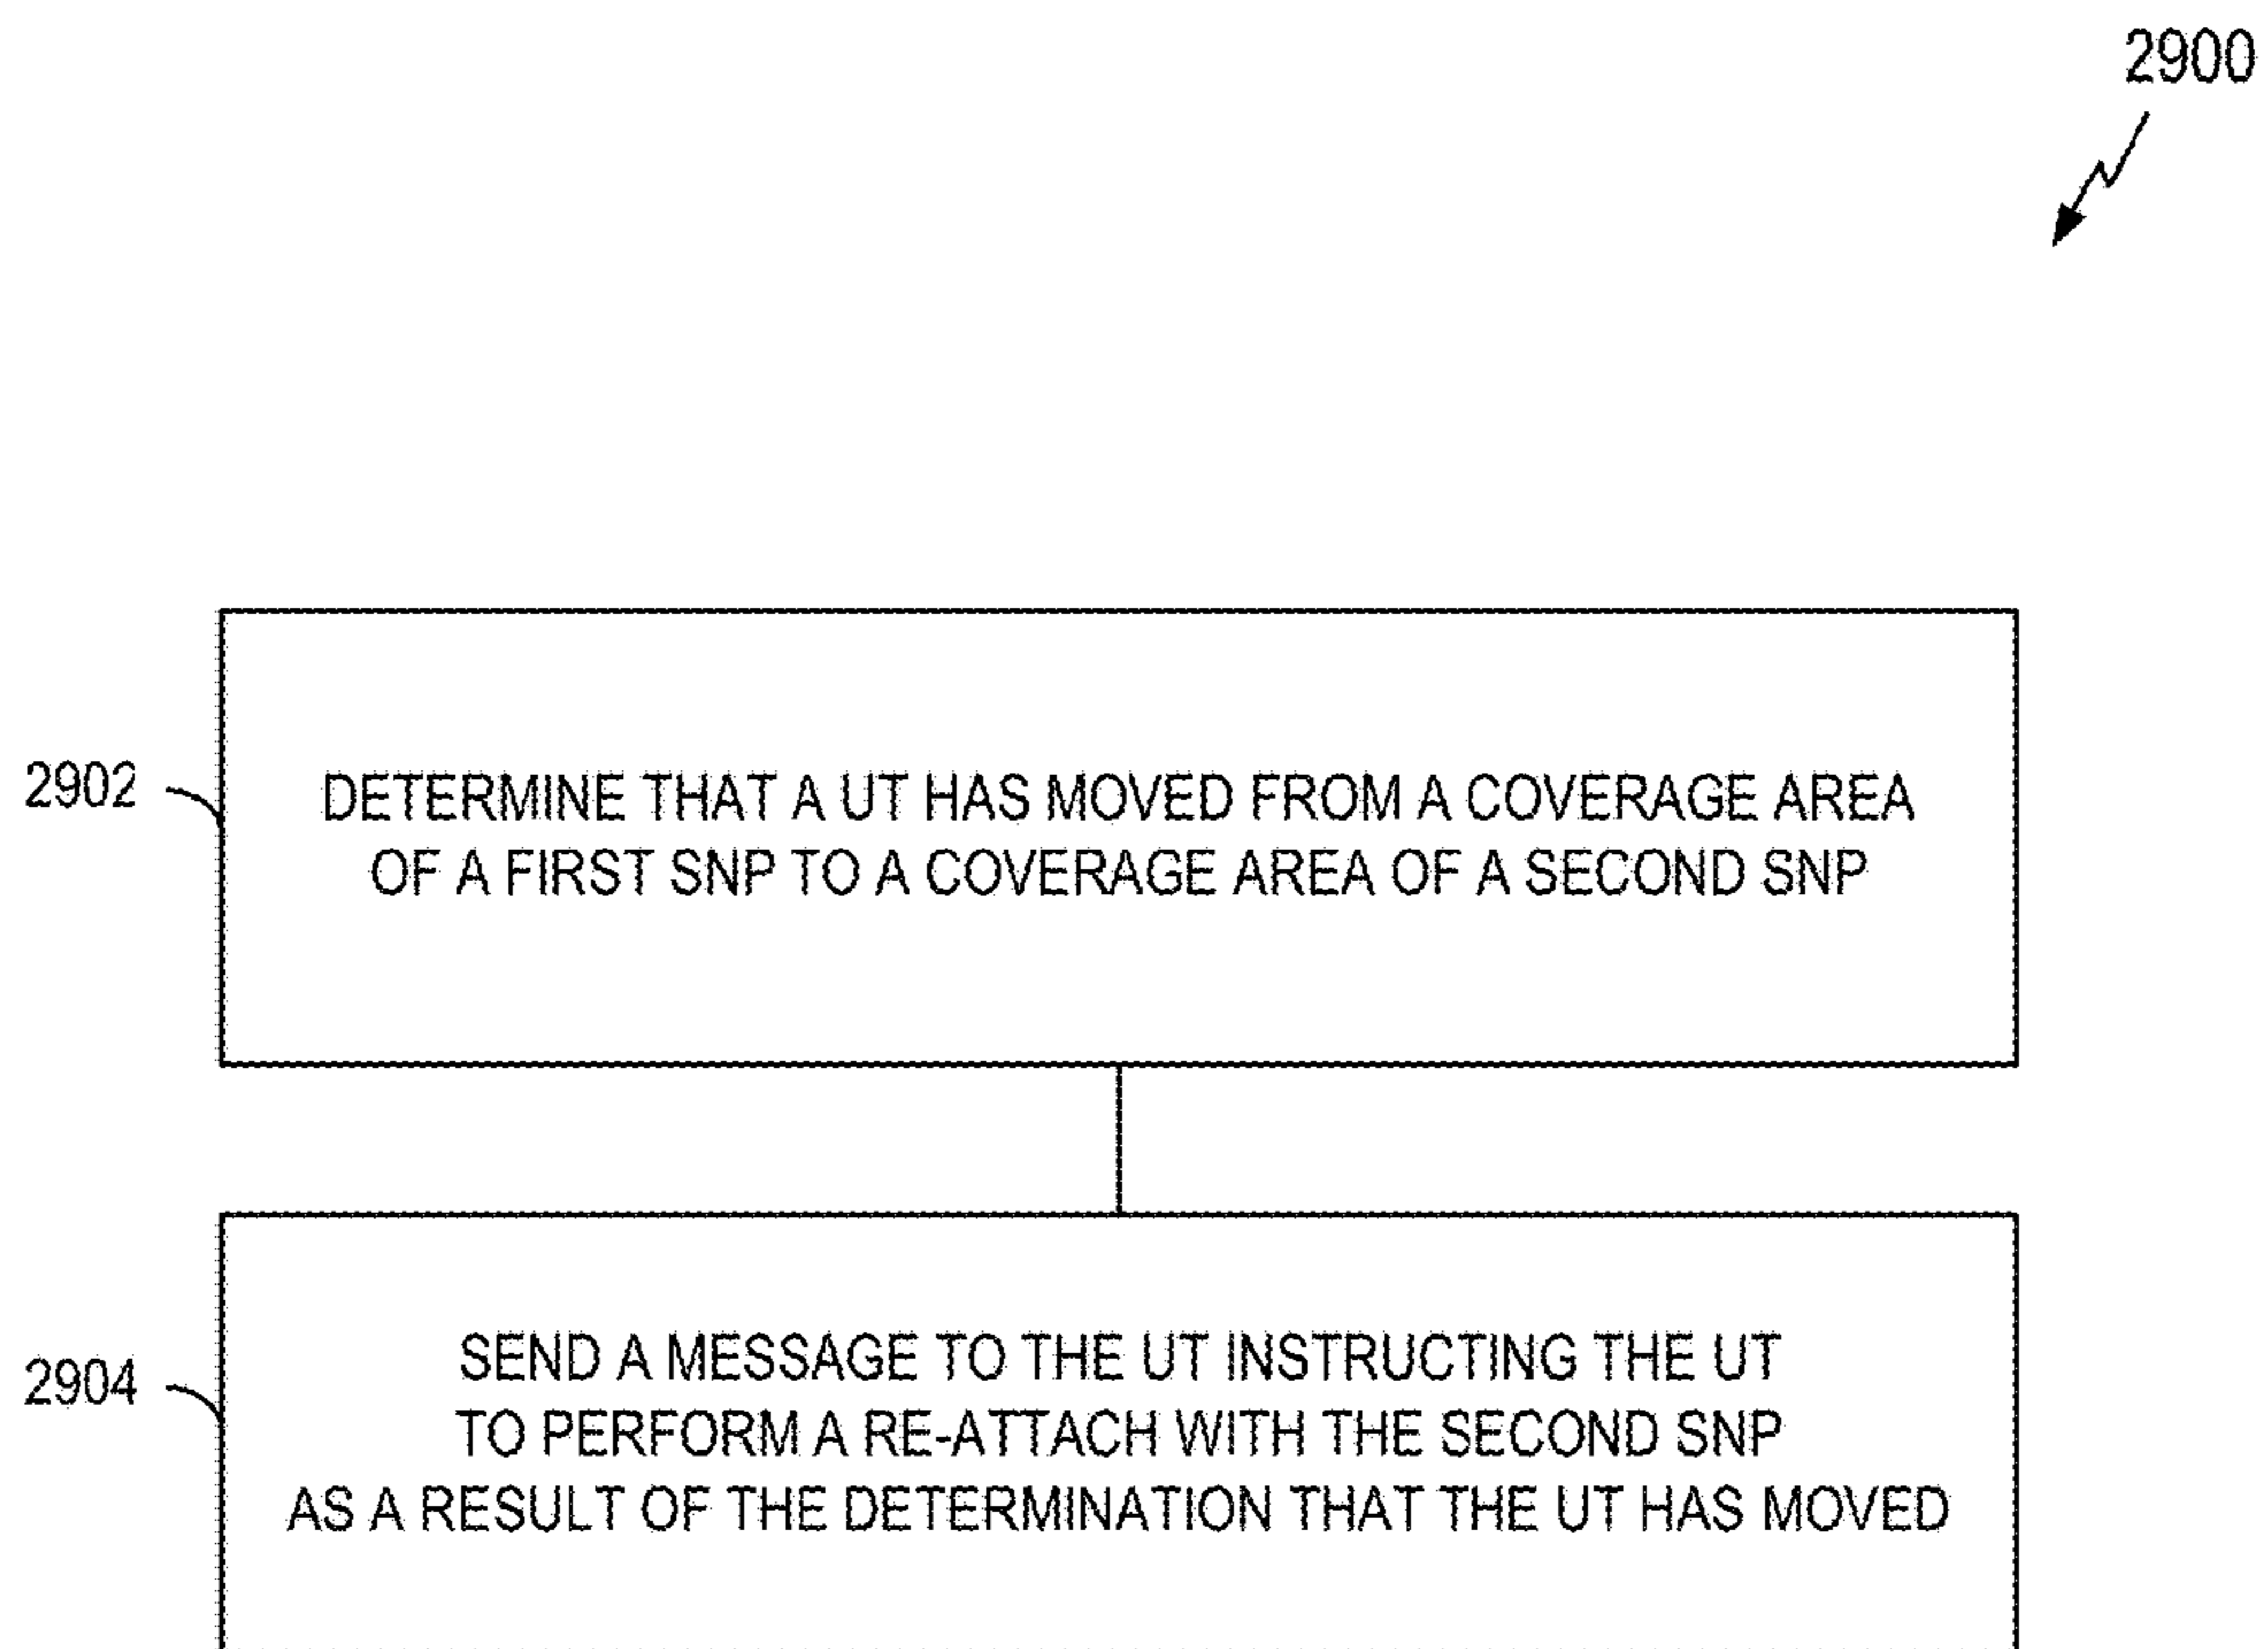 2900
2902
DETERMINE THAT A UT HAS MOVED FROM A COVERAGE AREA
OF A FIRST SNP TO A COVERAGE AREA OF A SECOND SNP
2904
SEND A MESSAGE TO THE UT INSTRUCTING THE UT
TO PERFORM A RE-ATTACH WITH THE SECOND SNP
AS A RESULT OF THE DETERMINATION THAT THE UT HAS MOVED